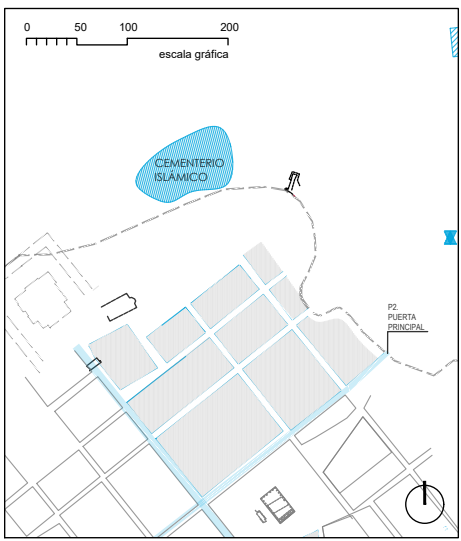 0 50 100 200
escala gráfica
CEMENTERIO
ISLÁMICO
P2.
PUERTA
PRINCIPAL